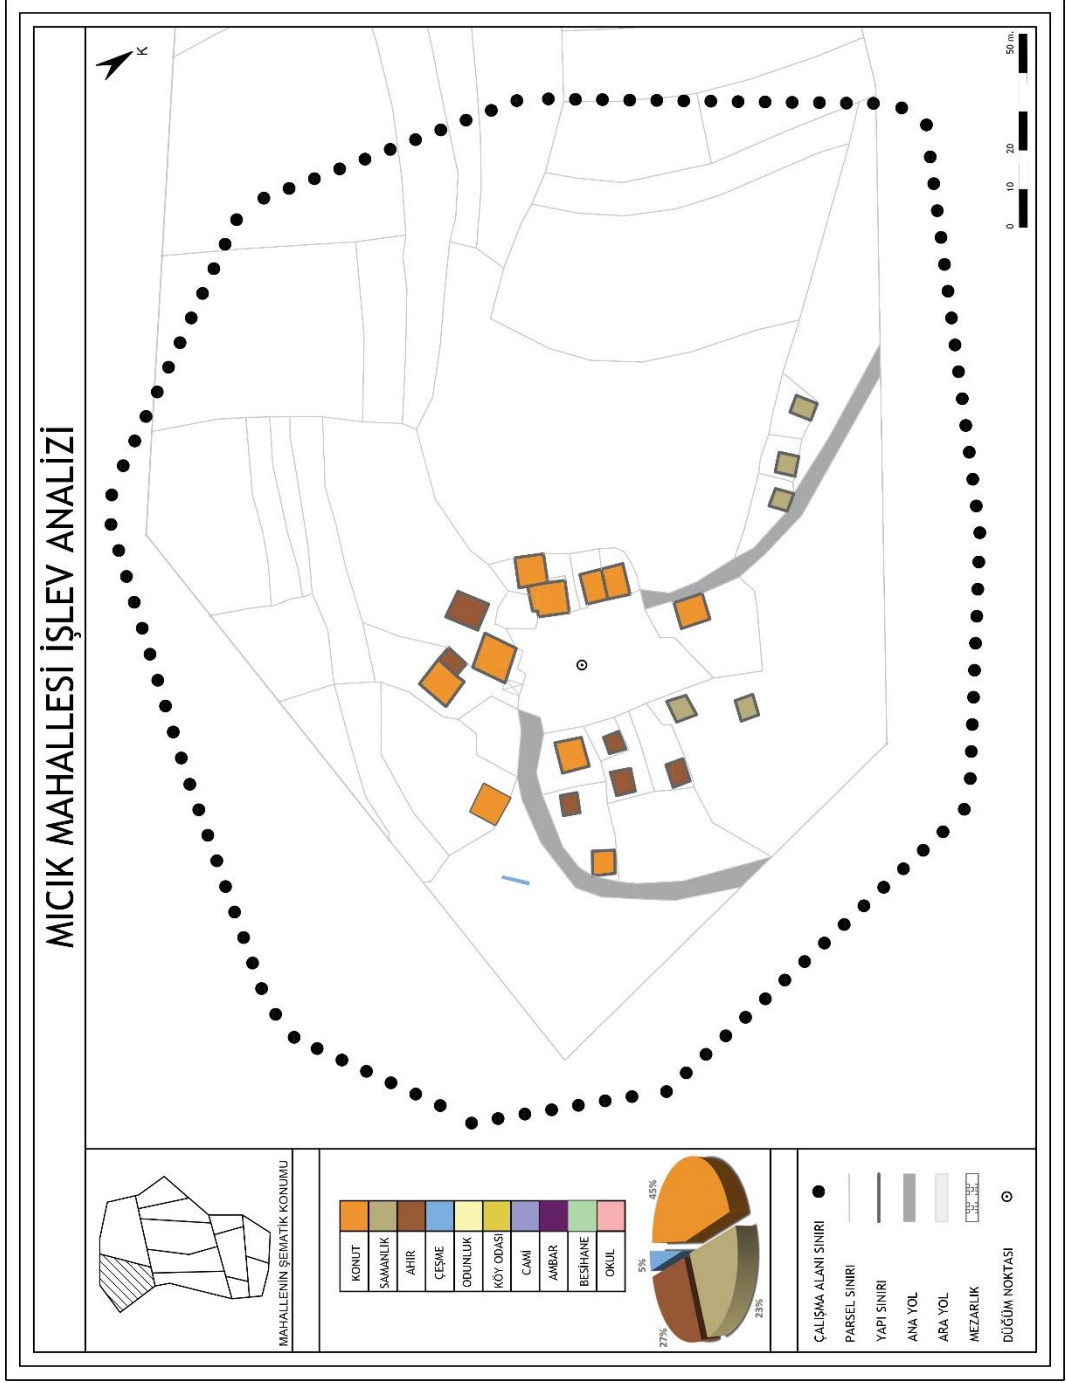 MICIK MAHALLESİ İŞLEV ANALİZİ
K
0 10 20 50 m.
MAHALLENİN ŞEMATİK KONUMU
KONUT
SAMANLIK
AHIR
ÇEŞME
ODUNLUK
KÖY ODASI
CAMİ
AMBAR
BESİHANE
OKUL
45%
5%
27%
23%
ÇALIŞMA ALANI SINIRI
PARSEL SINIRI
YAPI SINIRI
ANA YOL
ARA YOL
MEZARLIK
DÜĞÜM NOKTASI